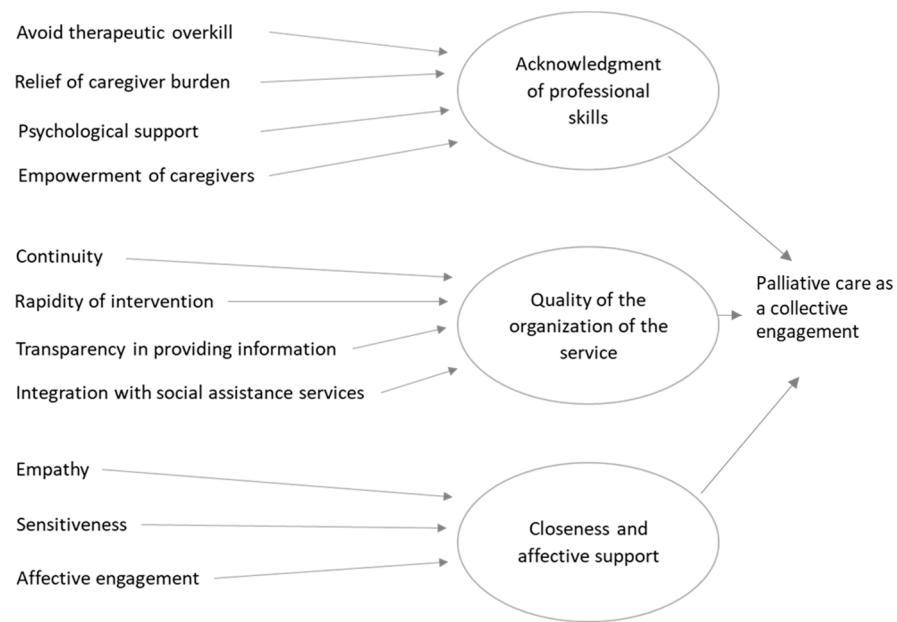 Avoid therapeutic overkill
Relief of caregiver burden
Psychological support
Empowerment of caregivers
Acknowledgment
of professional
skills
Continuity
Rapidity of intervention
Transparency in providing information
Integration with social assistance services
Quality of the
organization of the
service
Palliative care as
a collective
engagement
Empathy
Sensitiveness
Affective engagement
Closeness and
affective support